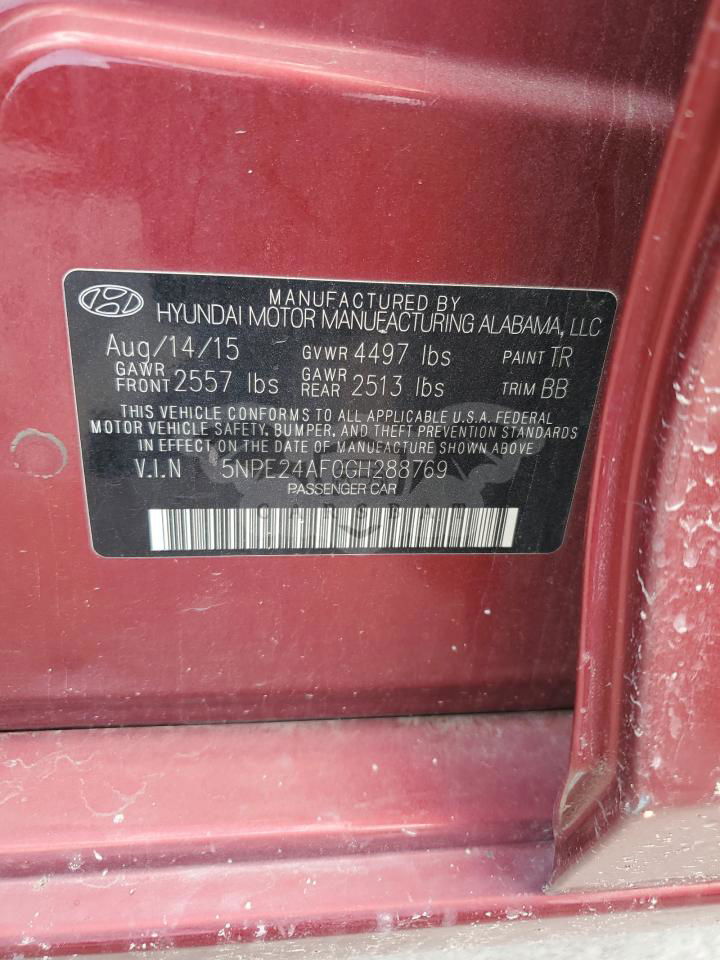 MANUFACTURED BY
HYUNDAI MOTOR MANUFACTURING ALABAMA, LLC
Aug/14/15 GVWR 4497 lbs PAINT TR
GAWR FRONT 2557 lbs GAWR REAR 2513 lbs TRIM BB
THIS VEHICLE CONFORMS TO ALL APPLICABLE U.S.A. FEDERAL
MOTOR VEHICLE SAFETY, BUMPER, AND THEFT PREVENTION STANDARDS
IN EFFECT ON THE DATE OF MANUFACTURE SHOWN ABOVE
V.I.N 5NPE24AF0GH288769
PASSENGER CAR
CARSFAM